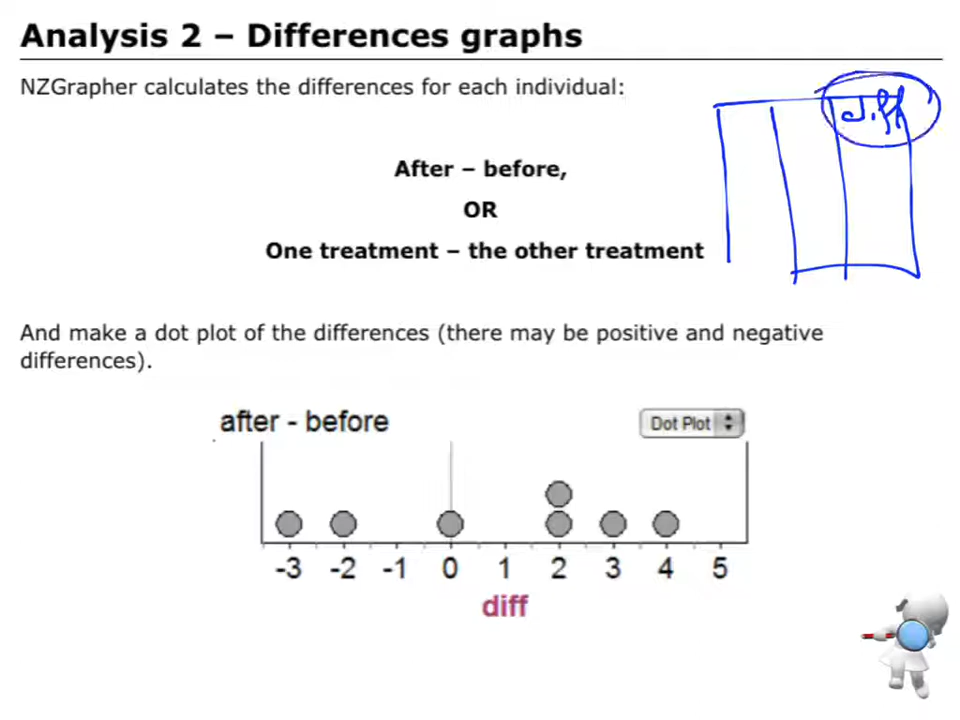 Analysis 2 – Differences graphs
NZGrapher calculates the differences for each individual:
diff
After – before,
OR
One treatment – the other treatment
And make a dot plot of the differences (there may be positive and negative
differences).
after - before
Dot Plot
-3 -2 -1 0 1 2 3 4 5
diff